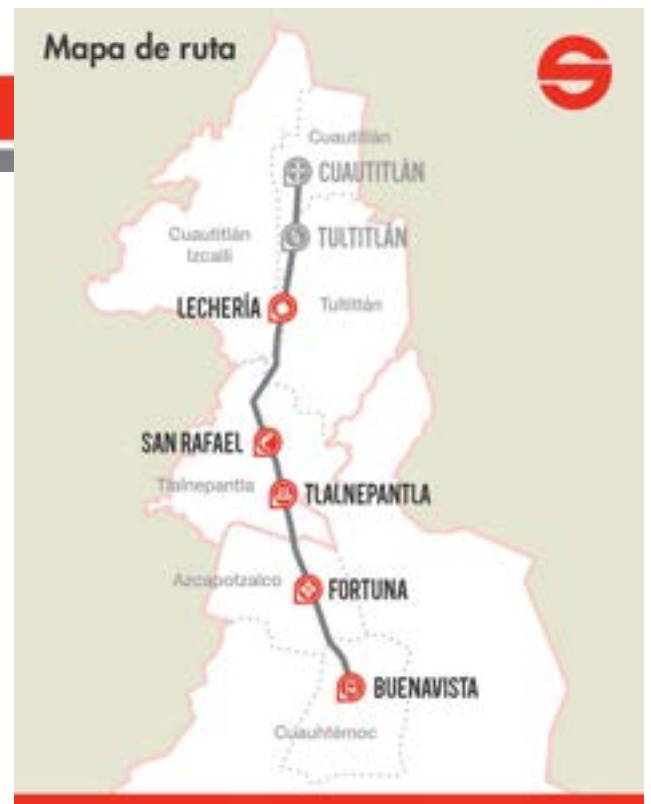 Mapa de ruta
Cuautitlán
CUAUTITLÁN
Cuautitlán
Izcalli
TULTITLÁN
LECHERÍA
Tultitlán
SAN RAFAEL
Tlalnepantla
TLALNEPANTLA
Azcapotzalco
FORTUNA
BUENAVISTA
Cuauhtémoc